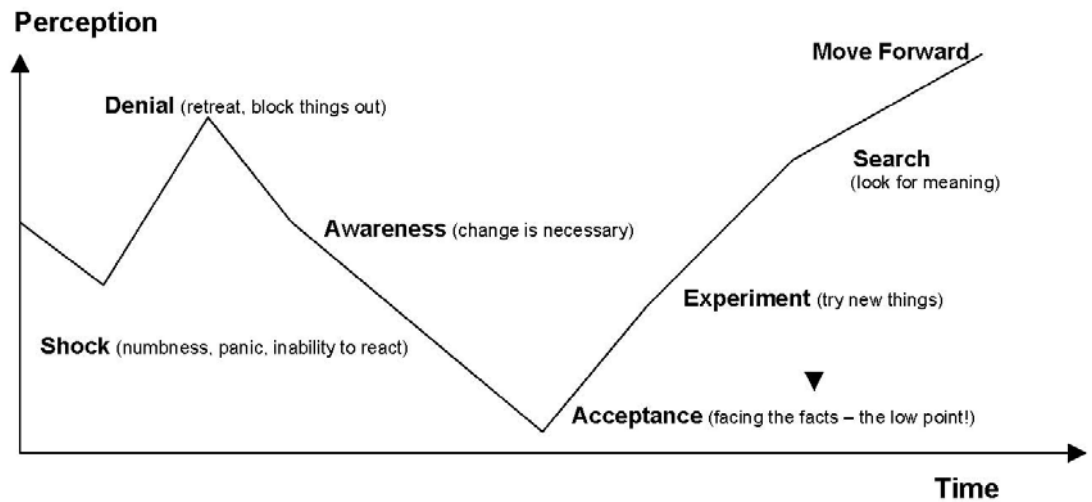 Perception
Move Forward
Denial (retreat, block things out)
Search
(look for meaning)
Awareness (change is necessary)
Experiment (try new things)
Shock (numbness, panic, inability to react)
Acceptance (facing the facts – the low point!)
Time